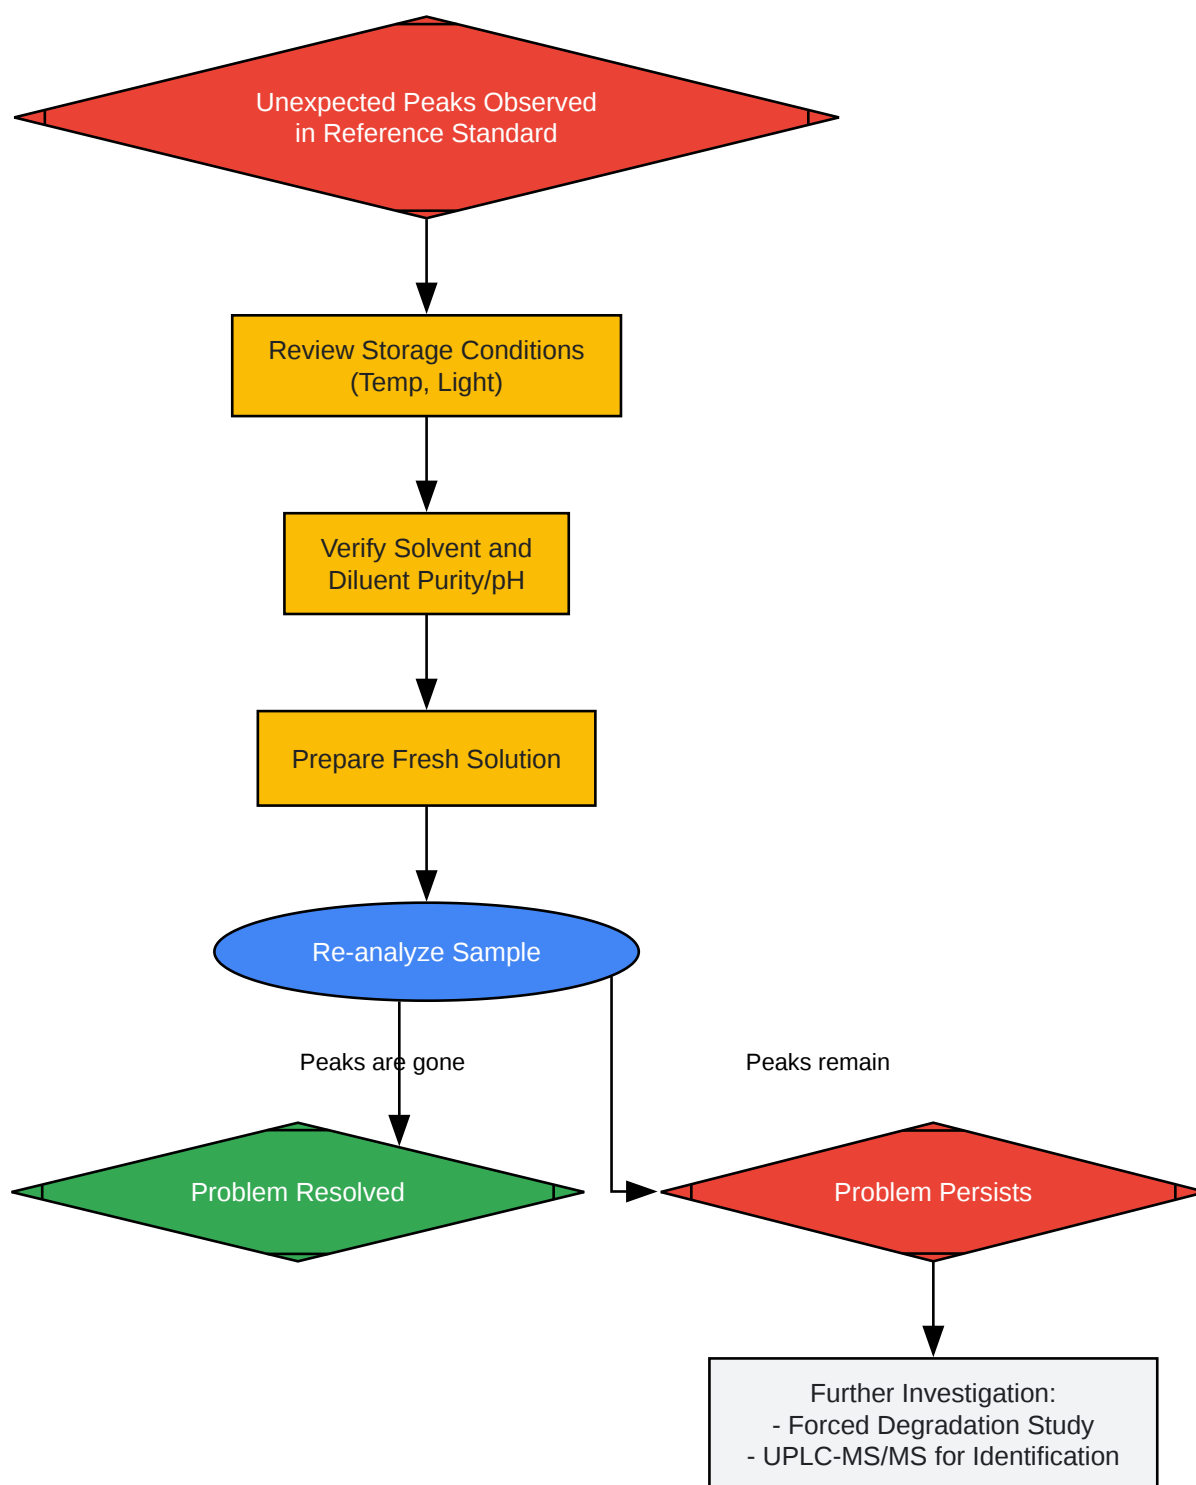 Unexpected Peaks Observed
in Reference Standard
Review Storage Conditions
(Temp, Light)
Verify Solvent and
Diluent Purity/pH
Prepare Fresh Solution
Re-analyze Sample
Peaks are gone
Peaks remain
Problem Resolved
Problem Persists
Further Investigation:
- Forced Degradation Study
- UPLC-MS/MS for Identification